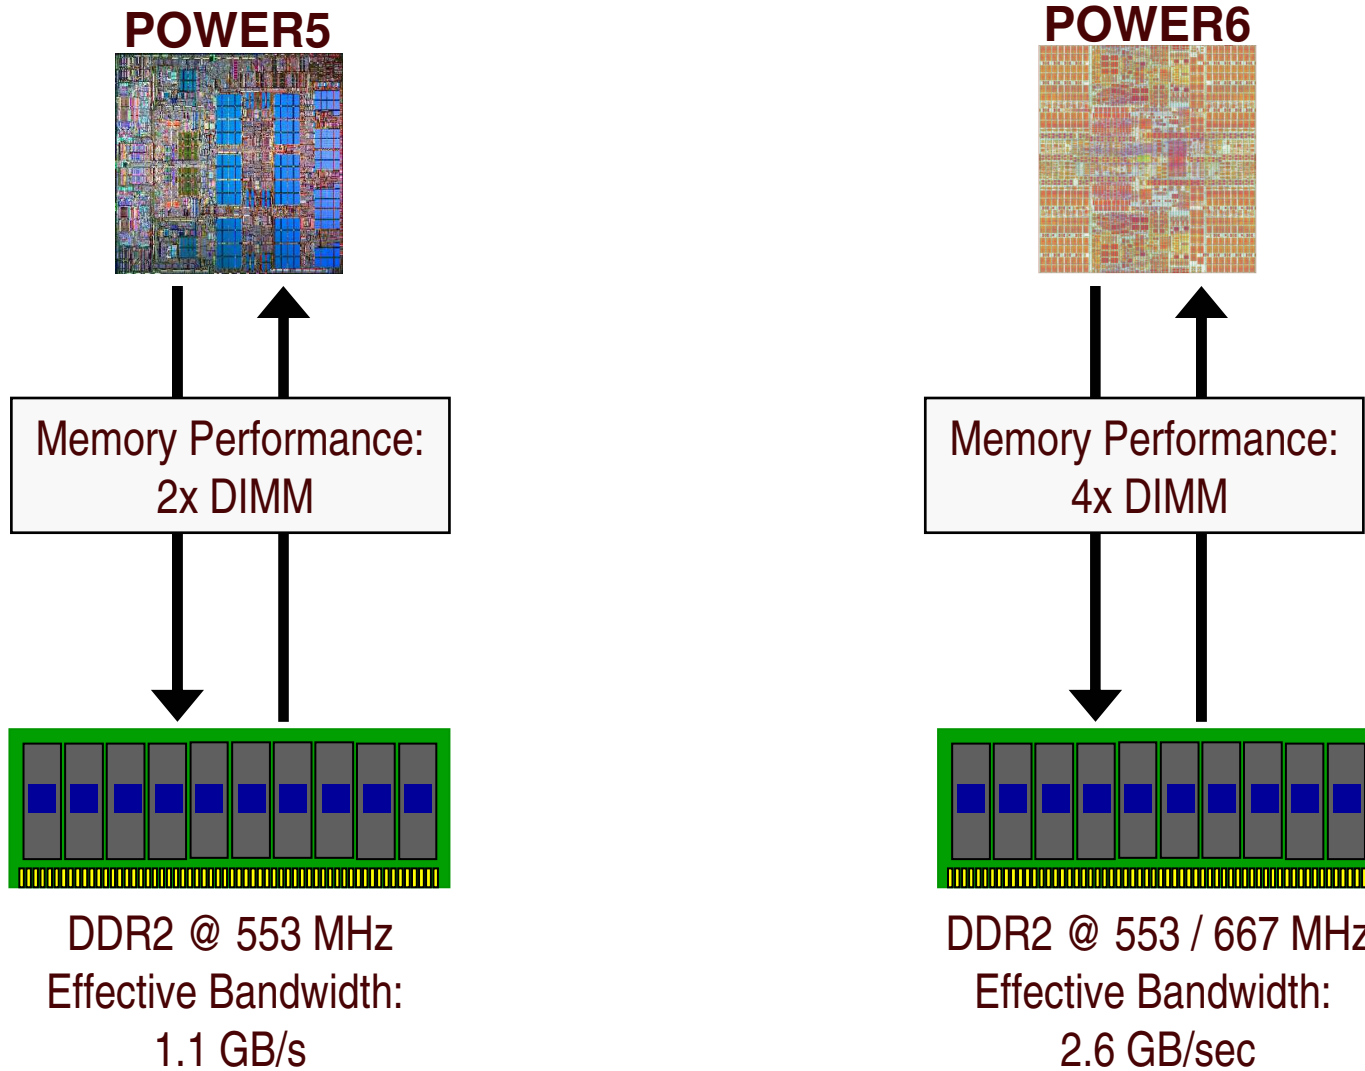 POWER5
Memory Performance:
2x DIMM
DDR2 @ 553 MHz
Effective Bandwidth:
1.1 GB/s
POWER6
Memory Performance:
4x DIMM
DDR2 @ 553 / 667 MHz
Effective Bandwidth:
2.6 GB/sec